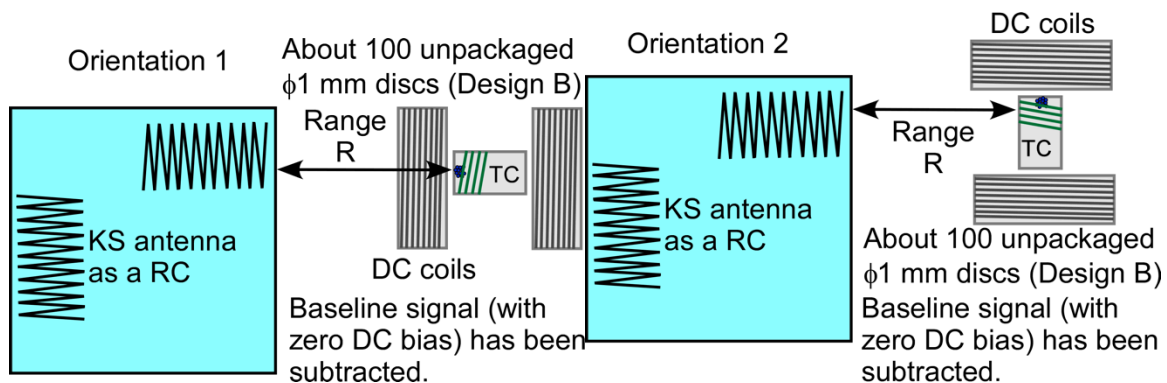 Orientation 1
About 100 unpackaged
ϕ1 mm discs (Design B)
Range
R
TC
KS antenna
as a RC
DC coils
Baseline signal (with
zero DC bias) has been
subtracted.
Orientation 2
DC coils
Range
R
TC
KS antenna
as a RC
About 100 unpackaged
ϕ1 mm discs (Design B)
Baseline signal (with
zero DC bias) has been
subtracted.